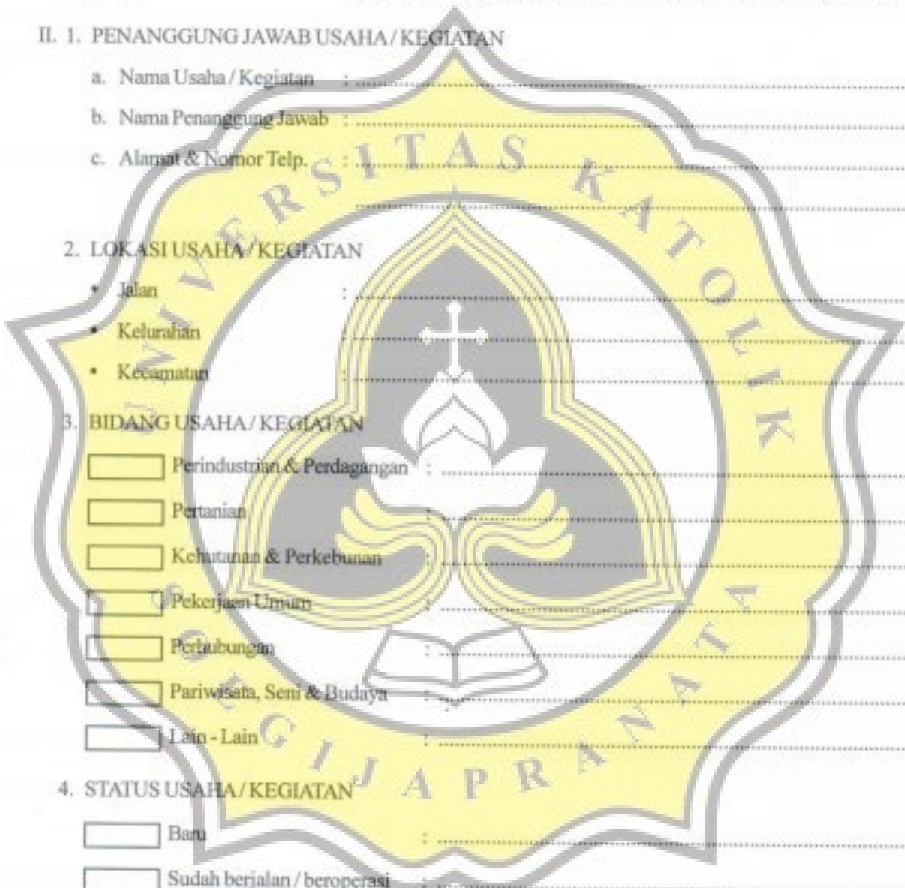 II. 1. PENANGGUNG JAWAB USAHA / KEGIATAN
a. Nama Usaha / Kegiatan : ........................
b. Nama Penanggung Jawab : ........................
c. Alamat & Nomor Telp. : ........................
........................
2. LOKASI USAHA / KEGIATAN
• Jalan : ........................
• Kelurahan : ........................
• Kecamatan : ........................
3. BIDANG USAHA / KEGIATAN
Perindustrian & Perdagangan : ........................
Pertanian : ........................
Kehutanan & Perkebunan : ........................
Pekerjaan Umum : ........................
Perhubungan : ........................
Pariwisata, Seni & Budaya : ........................
Lain - Lain : ........................
4. STATUS USAHA / KEGIATAN
Baru : ........................
Sudah berjalan / beroperasi : ........................
UNIVERSITAS KATOLIK
SOEGIJAPRANATA